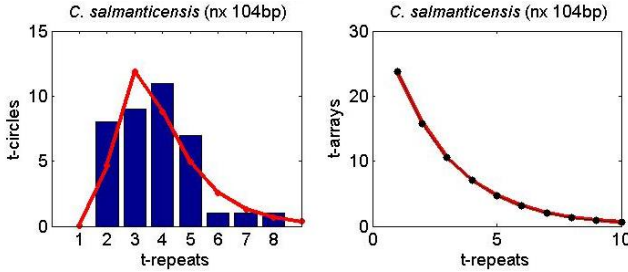 C. salmanticensis (nx 104bp)
15
10
5
0
t-circles
1 2 3 4 5 6 7 8
t-repeats
C. salmanticensis (nx 104bp)
30
20
10
0
t-arrays
0 5 10
t-repeats